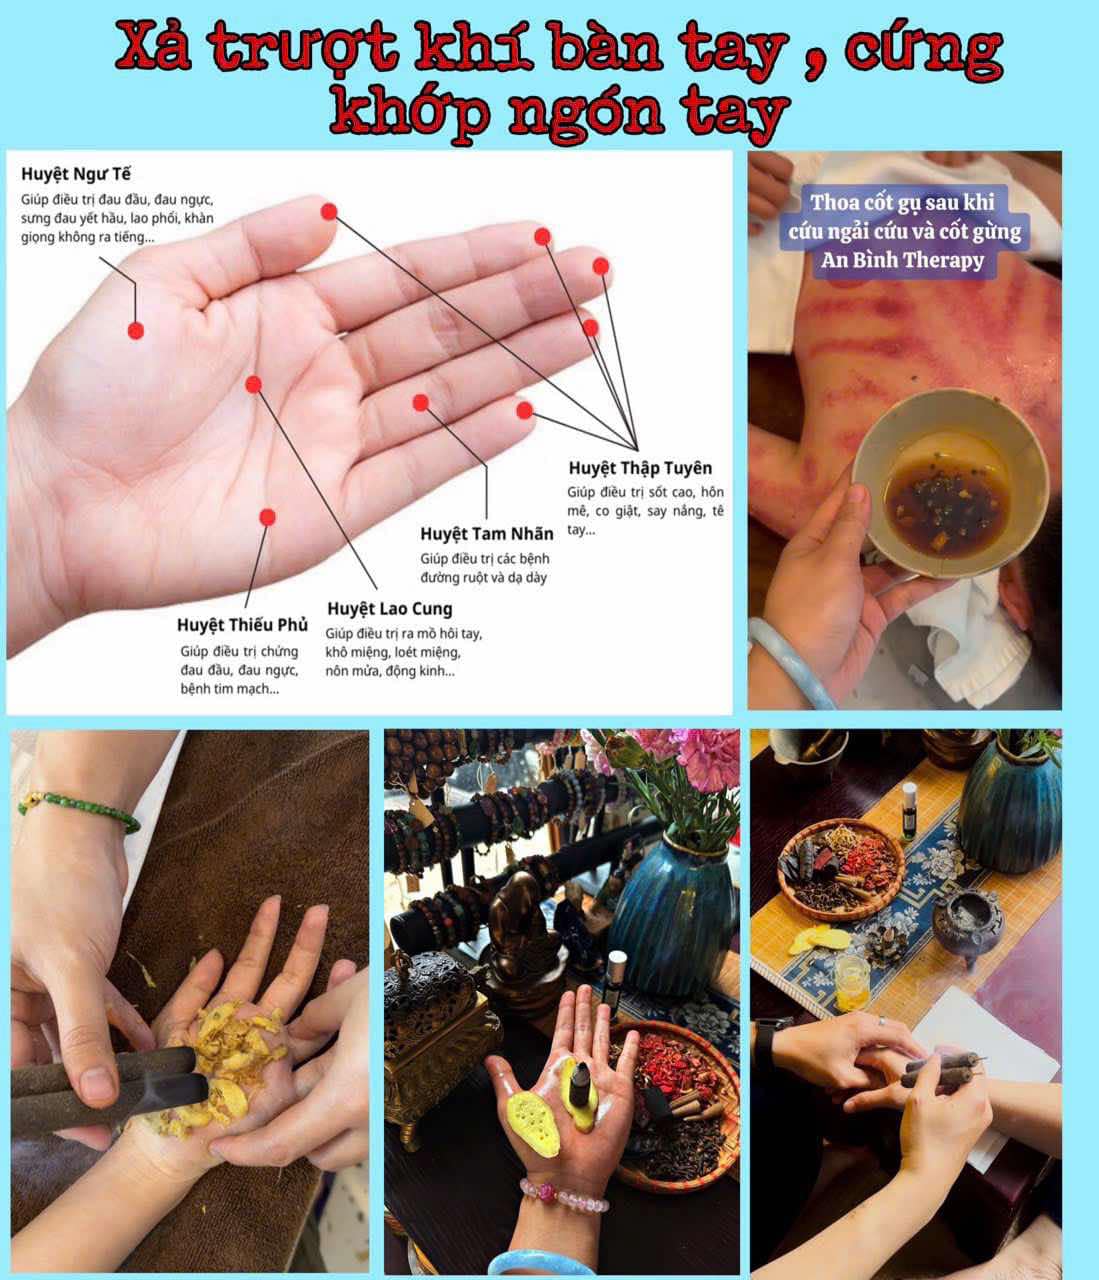 Xả trượt khí bàn tay , cứng
khớp ngón tay
Huyệt Ngư Tế
Giúp điều trị đau đầu, đau ngực,
sưng đau yết hầu, lao phổi, khàn
giọng không ra tiếng...
Thoa cốt gụ sau khi
cứu ngải cứu và cốt gừng
An Bình Therapy
Huyệt Thập Tuyên
Giúp điều trị sốt cao, hôn
mê, co giật, say nắng, tê
tay...
Huyệt Tam Nhãn
Giúp điều trị các bệnh
đường ruột và dạ dày
Huyệt Lao Cung
Giúp điều trị ra mồ hôi tay,
khô miệng, loét miệng,
nôn mửa, động kinh...
Huyệt Thiếu Phủ
Giúp điều trị chứng
đau đầu, đau ngực,
bệnh tim mạch...